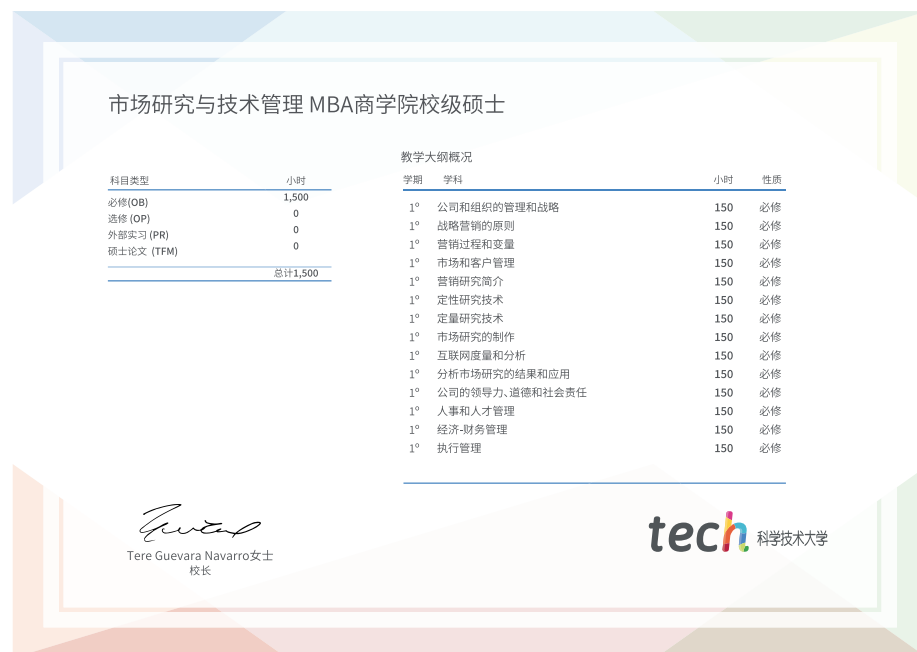 市场研究与技术管理 MBA商学院校级硕士
科目类型 小时
必修(OB) 1,500
选修 (OP) 0
外部实习 (PR) 0
硕士论文 (TFM) 0
总计1,500
教学大纲概况
学期 学科 小时 性质
1º 公司和组织的管理和战略 150 必修
1º 战略营销的原则 150 必修
1º 营销过程和变量 150 必修
1º 市场和客户管理 150 必修
1º 营销研究简介 150 必修
1º 定性研究技术 150 必修
1º 定量研究技术 150 必修
1º 市场研究的制作 150 必修
1º 互联网度量和分析 150 必修
1º 分析市场研究的结果和应用 150 必修
1º 公司的领导力、道德和社会责任 150 必修
1º 人事和人才管理 150 必修
1º 经济-财务管理 150 必修
1º 执行管理 150 必修
Tere Guevara Navarro女士
校长
tech 科学技术大学